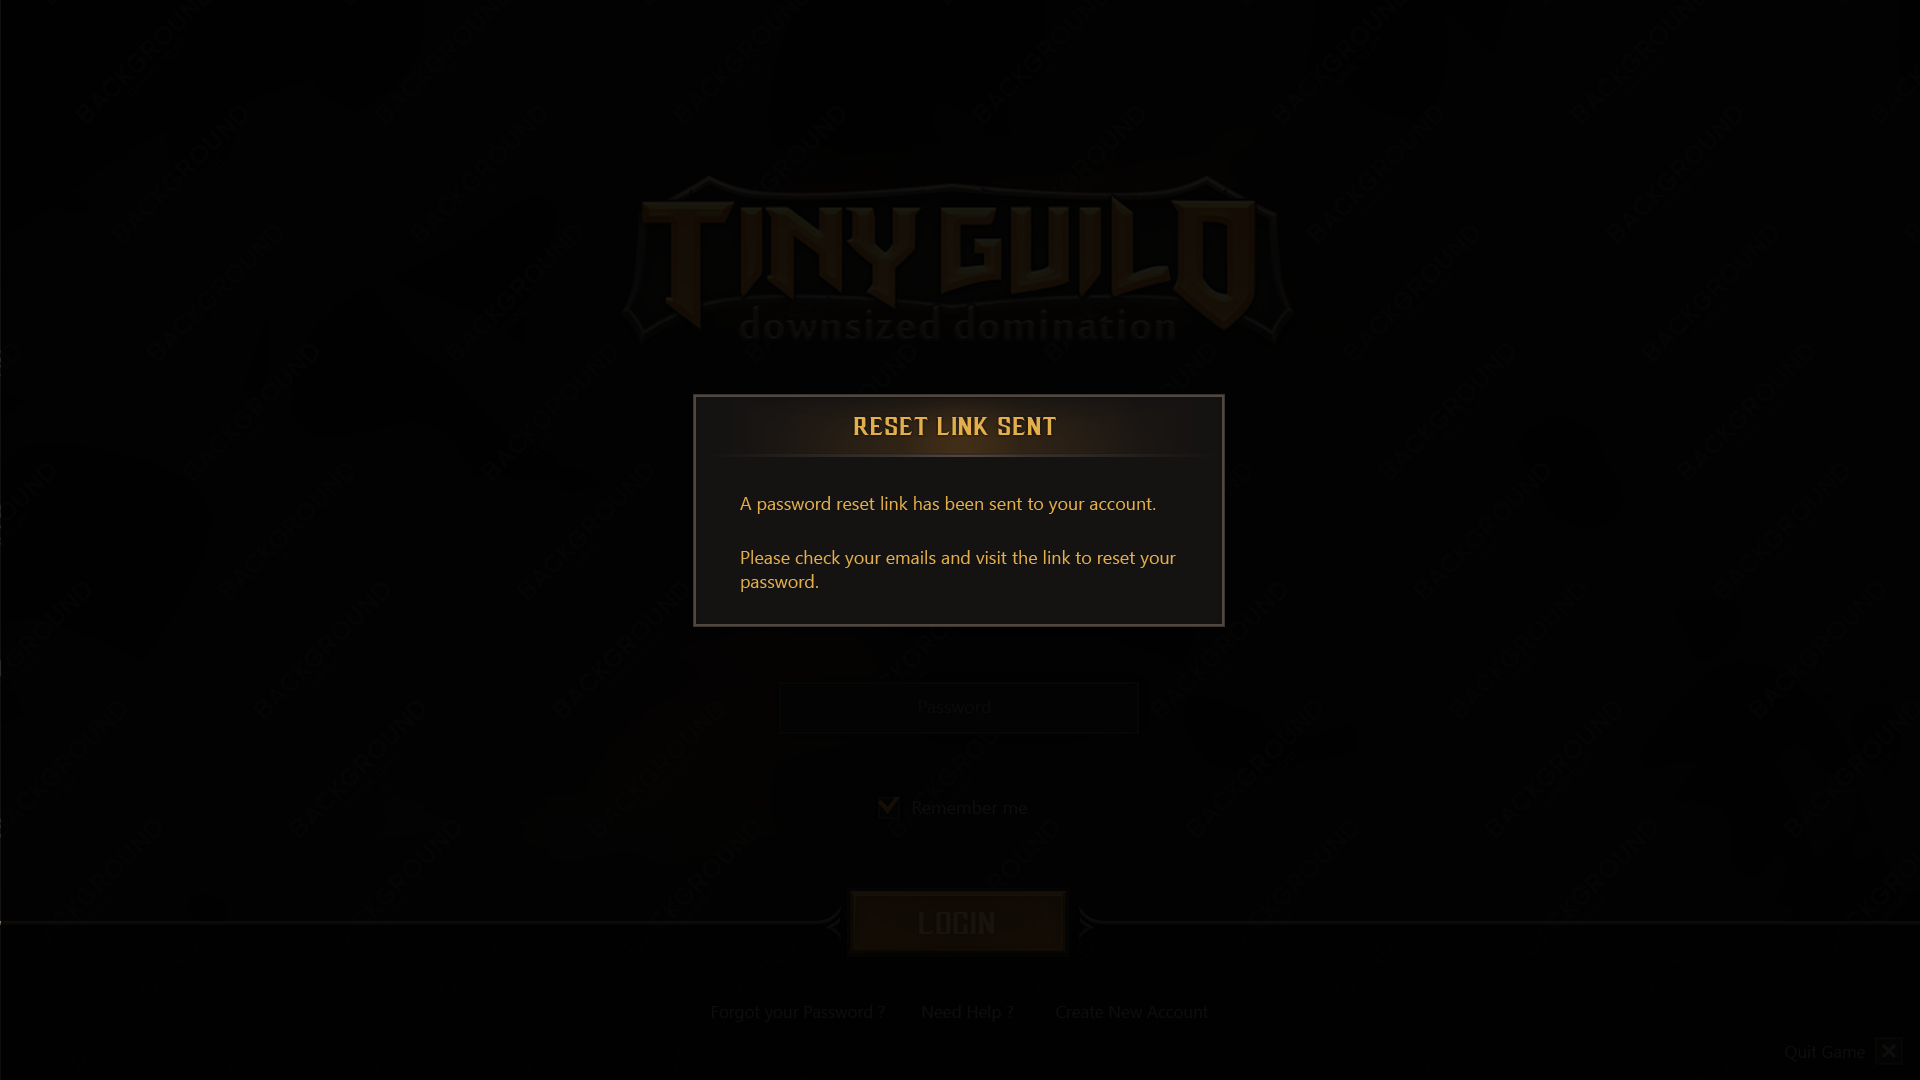 TINY GUILD
downsized domination
RESET LINK SENT
A password reset link has been sent to your account.
Please check your emails and visit the link to reset your
password.
Password
Remember me
LOGIN
Forgot your Password ? Need Help ? Create New Account
Quit Game
BACKGROUND